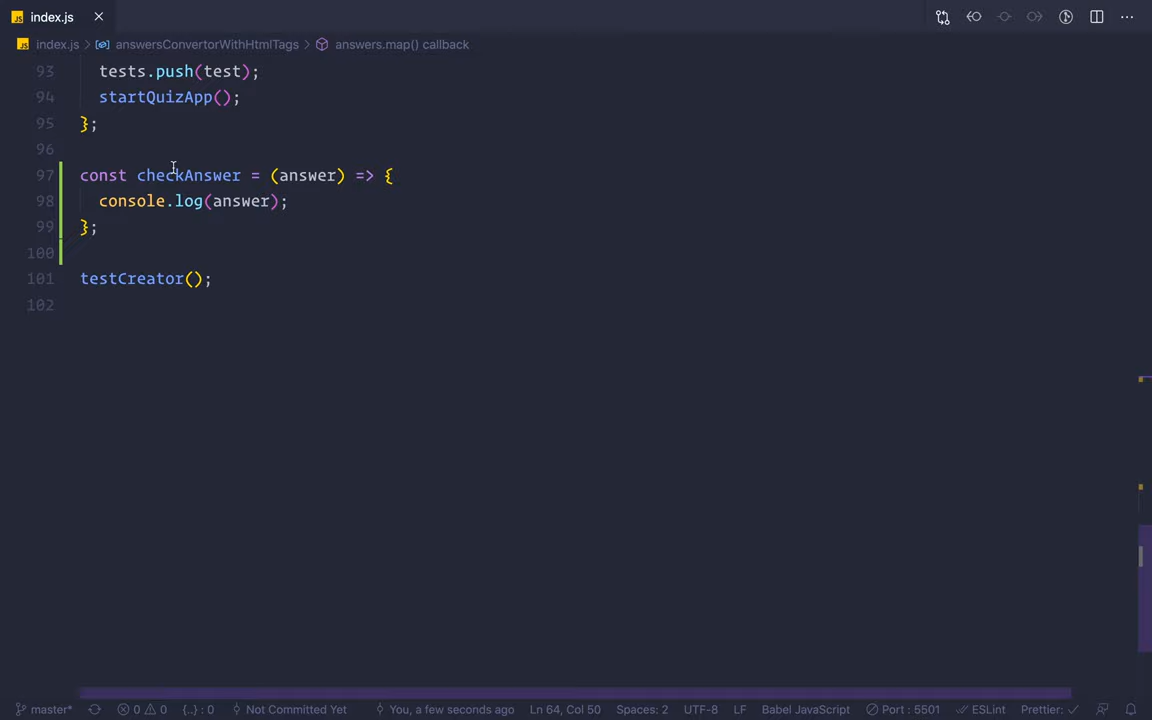 JS index.js
JS index.js > answersConvertorWithHtmlTags > answers.map() callback
93 tests.push(test);
94 startQuizApp();
95 };
96
97 const checkAnswer = (answer) => {
98 console.log(answer);
99 };
100
101 testCreator();
102
master* 0 0 {..} : 0 Not Committed Yet You, a few seconds ago Ln 64, Col 50 Spaces: 2 UTF-8 LF Babel JavaScript Port : 5501 ESLint Prettier: ✓